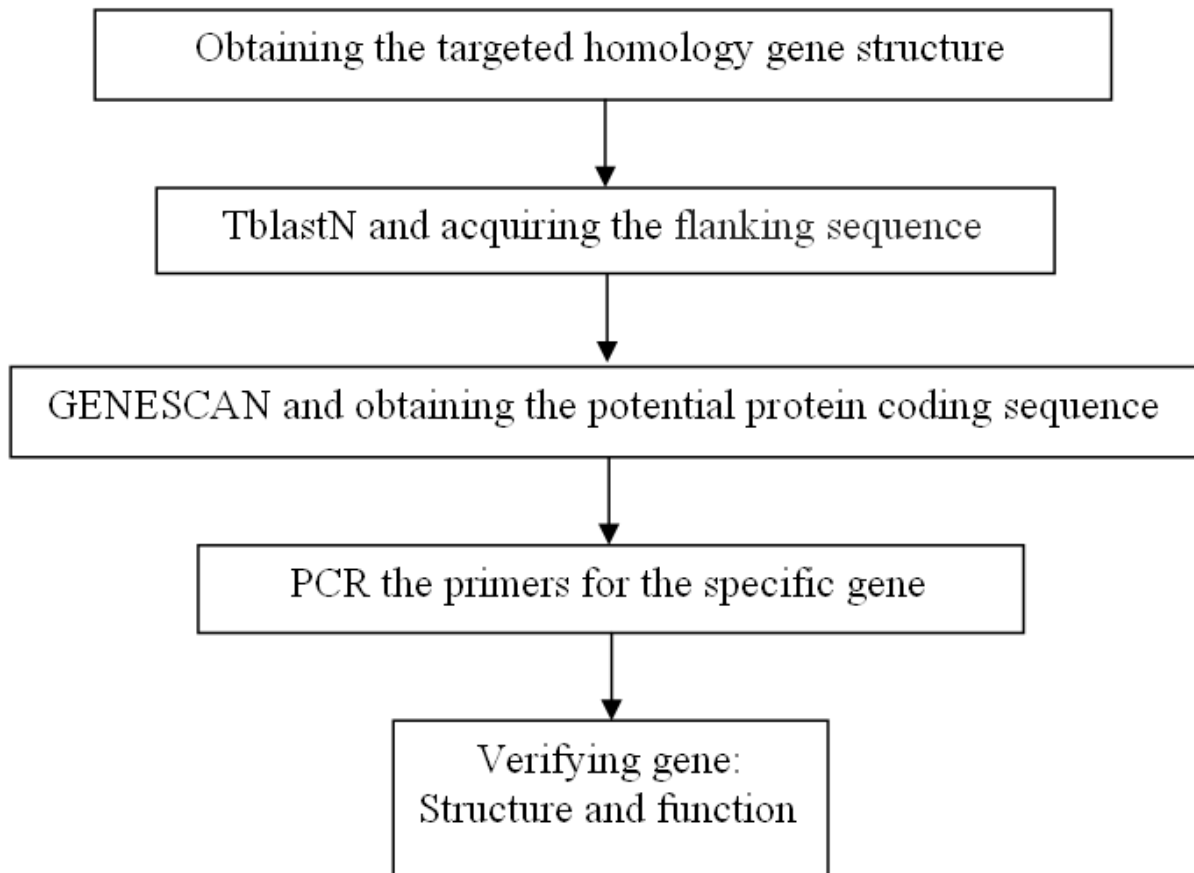 Obtaining the targeted homology gene structure
TblastN and acquiring the flanking sequence
GENESCAN and obtaining the potential protein coding sequence
PCR the primers for the specific gene
Verifying gene:
Structure and function